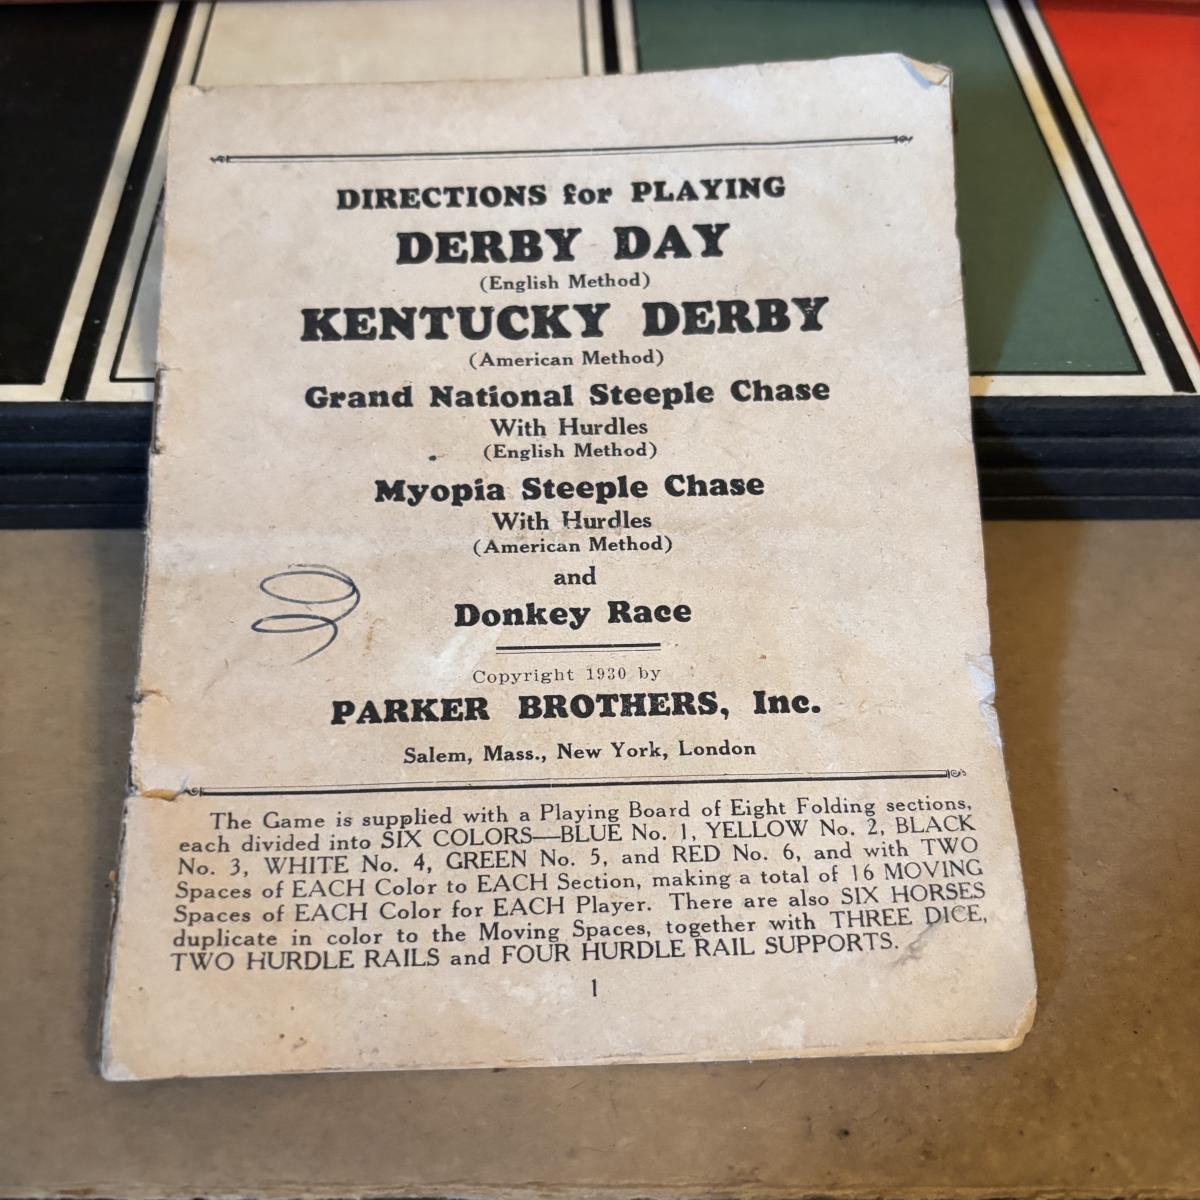 DIRECTIONS for PLAYING
DERBY DAY
(English Method)
KENTUCKY DERBY
(American Method)
Grand National Steeple Chase
With Hurdles
(English Method)
Myopia Steeple Chase
With Hurdles
(American Method)
and
Donkey Race
Copyright 1930 by
PARKER BROTHERS, Inc.
Salem, Mass., New York, London
The Game is supplied with a Playing Board of Eight Folding sections,
each divided into SIX COLORS—BLUE No. 1, YELLOW No. 2, BLACK
No. 3, WHITE No. 4, GREEN No. 5, and RED No. 6, and with TWO
Spaces of EACH Color to EACH Section, making a total of 16 MOVING
Spaces of EACH Color for EACH Player. There are also SIX HORSES
duplicate in color to the Moving Spaces, together with THREE DICE,
TWO HURDLE RAILS and FOUR HURDLE RAIL SUPPORTS.
1